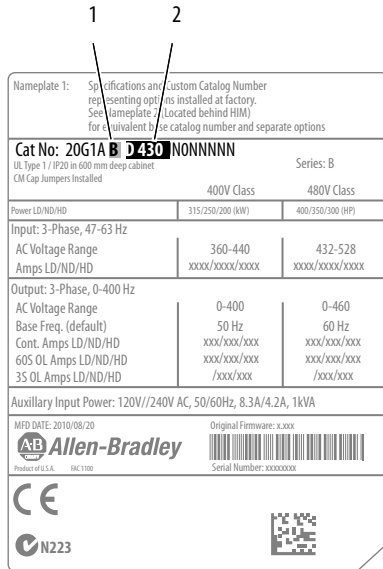 1 2
Nameplate 1: Specifications and Custom Catalog Number
representing options installed at factory.
See Nameplate 2 (Located behind HIM)
for equivalent base catalog number and separate options
Cat No: 20G1A B D 430 N0NNNNN
UL Type 1 / IP20 in 600 mm deep cabinet
Series: B
CM Cap Jumpers Installed
400V Class 480V Class
Power LD/ND/HD 315/250/200 (kW) 400/350/300 (HP)
Input: 3-Phase, 47-63 Hz
AC Voltage Range 360-440 432-528
Amps LD/ND/HD xxxx/xxxx/xxxx xxxx/xxxx/xxxx
Output: 3-Phase, 0-400 Hz
AC Voltage Range 0-400 0-460
Base Freq. (default) 50 Hz 60 Hz
Cont. Amps LD/ND/HD xxx/xxx/xxx xxx/xxx/xxx
60S OL Amps LD/ND/HD xxx/xxx/xxx xxx/xxx/xxx
3S OL Amps LD/ND/HD /xxx/xxx /xxx/xxx
Auxillary Input Power: 120V//240V AC, 50/60Hz, 8.3A/4.2A, 1kVA
MFD DATE: 2010/08/20 Original Firmware: x.xxx
A-B Allen-Bradley
Product of U.S.A. FAC 1100 Serial Number: xxxxxxxx
CE
N223